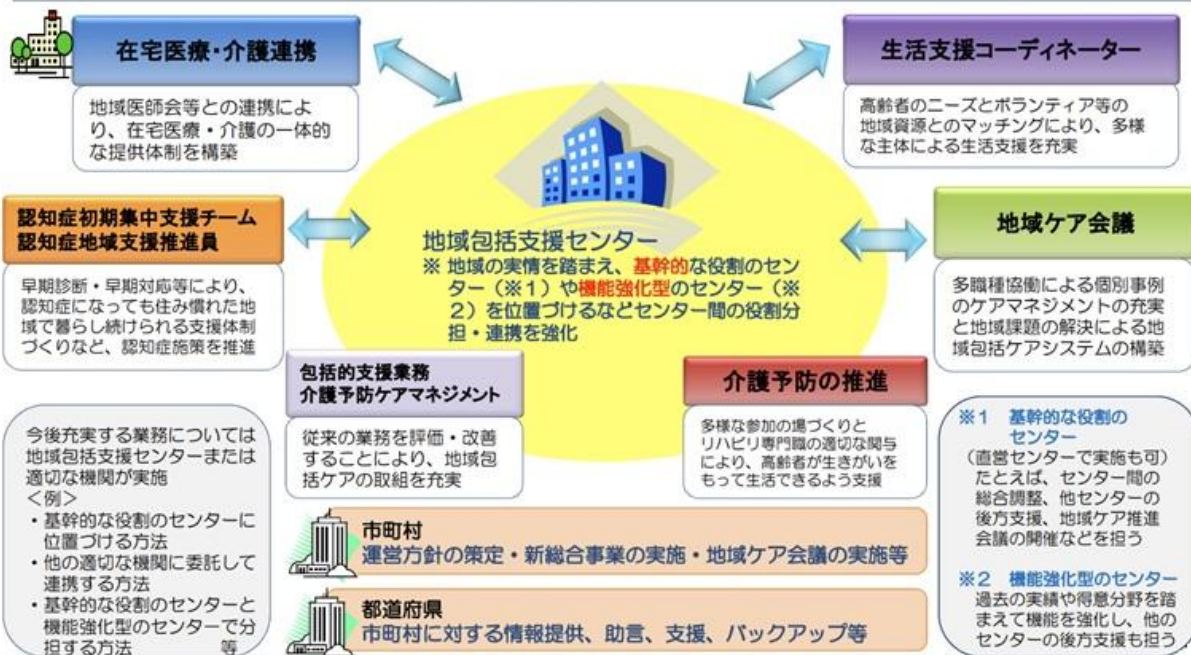 在宅医療・介護連携
地域医師会等との連携によ
り、在宅医療・介護の一体的
な提供体制を構築
生活支援コーディネーター
高齢者のニーズとボランティア等の
地域資源とのマッチングにより、多様
な主体による生活支援を充実
認知症初期集中支援チーム
認知症地域支援推進員
早期診断・早期対応等により、
認知症になっても住み慣れた地
域で暮らし続けられる支援体制
づくりなど、認知症施策を推進
地域包括支援センター
※ 地域の実情を踏まえ、基幹的な役割のセン
ター（※１）や機能強化型のセンター（※
２）を位置づけるなどセンター間の役割分
担・連携を強化
地域ケア会議
多職種協働による個別事例
のケアマネジメントの充実
と地域課題の解決による地
域包括ケアシステムの構築
包括的支援業務
介護予防ケアマネジメント
従来の業務を評価・改善
することにより、地域包
括ケアの取組を充実
介護予防の推進
多様な参加の場づくりと
リハビリ専門職の適切な関与
により、高齢者が生きがいを
もって生活できるよう支援
今後充実する業務については
地域包括支援センターまたは
適切な機関が実施
＜例＞
・基幹的な役割のセンターに
位置づける方法
・他の適切な機関に委託して
連携する方法
・基幹的な役割のセンターと
機能強化型のセンターで分
担する方法 等
※１ 基幹的な役割の
センター
（直営センターで実施も可）
たとえば、センター間の
総合調整、他センターの
後方支援、地域ケア推進
会議の開催などを担う
※２ 機能強化型のセンター
過去の実績や得意分野を踏
まえて機能を強化し、他の
センターの後方支援も担う
市町村
運営方針の策定・新総合事業の実施・地域ケア会議の実施等
都道府県
市町村に対する情報提供、助言、支援、バックアップ等